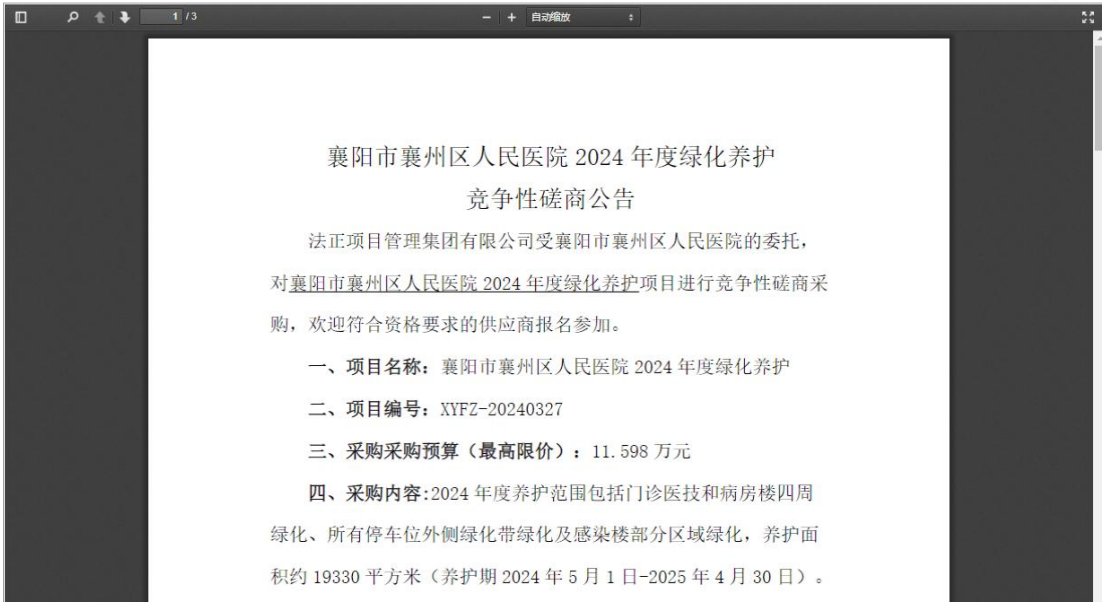 1 / 3
自动缩放
襄阳市襄州区人民医院 2024 年度绿化养护
竞争性磋商公告
法正项目管理集团有限公司受襄阳市襄州区人民医院的委托，
对襄阳市襄州区人民医院 2024 年度绿化养护项目进行竞争性磋商采
购，欢迎符合资格要求的供应商报名参加。
一、项目名称：襄阳市襄州区人民医院 2024 年度绿化养护
二、项目编号：XYFZ-20240327
三、采购采购预算（最高限价）：11.598 万元
四、采购内容:2024 年度养护范围包括门诊医技和病房楼四周
绿化、所有停车位外侧绿化带绿化及感染楼部分区域绿化，养护面
积约 19330 平方米（养护期 2024 年 5 月 1 日-2025 年 4 月 30 日）。